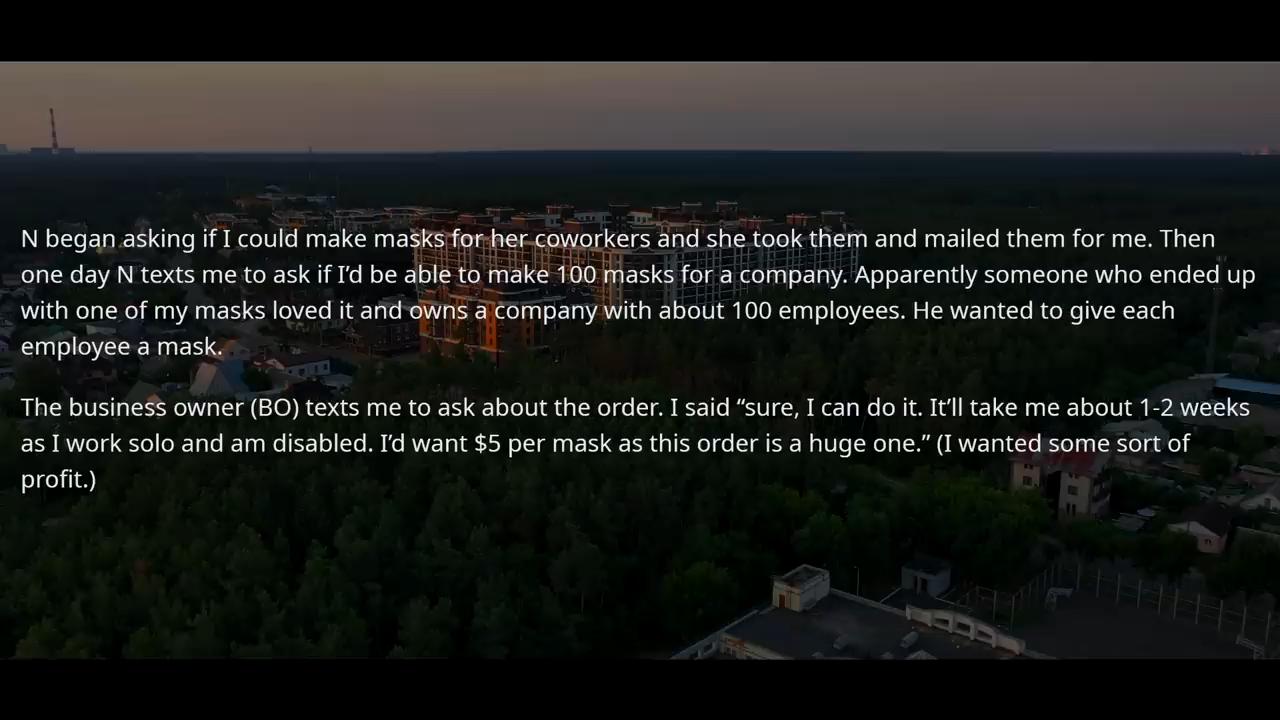 N began asking if I could make masks for her coworkers and she took them and mailed them for me. Then
one day N texts me to ask if I’d be able to make 100 masks for a company. Apparently someone who ended up
with one of my masks loved it and owns a company with about 100 employees. He wanted to give each
employee a mask.
The business owner (BO) texts me to ask about the order. I said “sure, I can do it. It’ll take me about 1-2 weeks
as I work solo and am disabled. I’d want $5 per mask as this order is a huge one.” (I wanted some sort of
profit.)